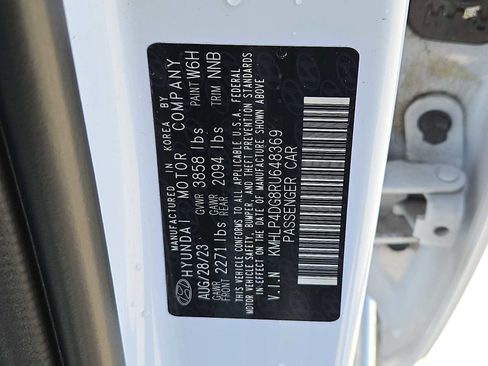 MANUFACTURED IN KOREA BY
HYUNDAI MOTOR COMPANY
AUG/28/23 GVWR 3858 lbs PAINT W6H
GAWR FRONT 2271 lbs GAWR REAR 2094 lbs TRIM NNB
THIS VEHICLE CONFORMS TO ALL APPLICABLE U.S.A. FEDERAL
MOTOR VEHICLE SAFETY, BUMPER, AND THEFT PREVENTION STANDARDS
IN-EFFECT ON THE DATE OF MANUFACTURE SHOWN ABOVE.
V.I.N KMHLP4DG8RU648369
PASSENGER CAR